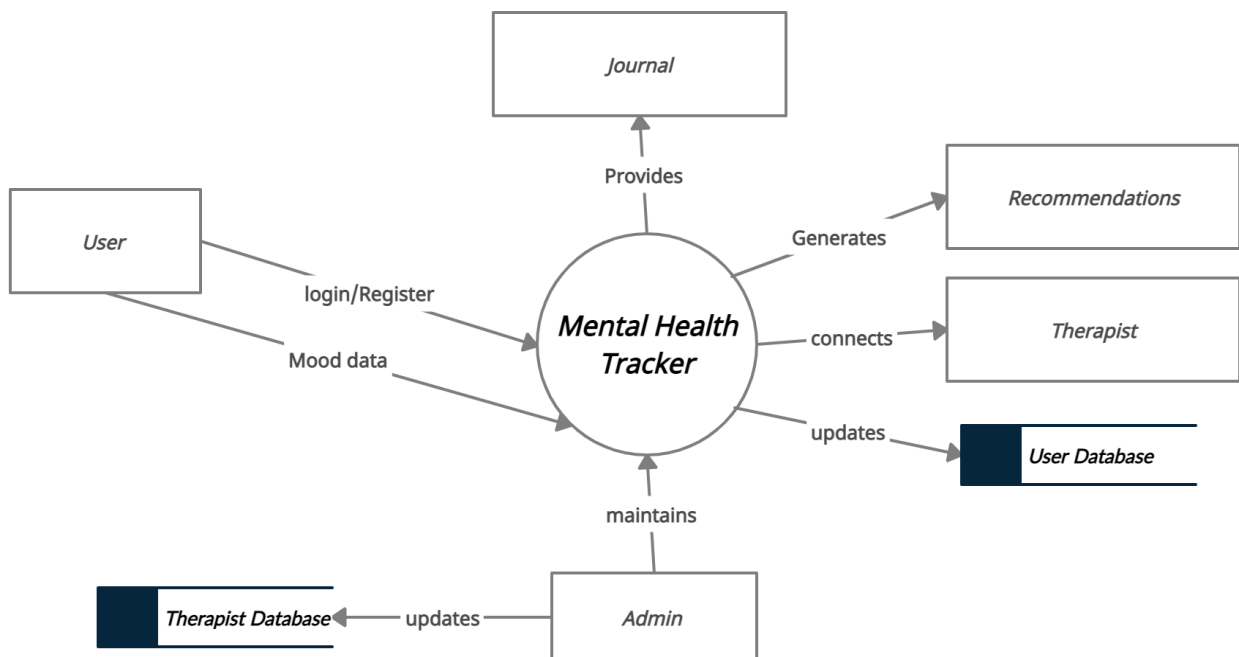 Journal
Provides
Recommendations
User
Generates
login/Register
Mental Health
Tracker
Therapist
connects
Mood data
updates
User Database
maintains
Therapist Database
updates
Admin